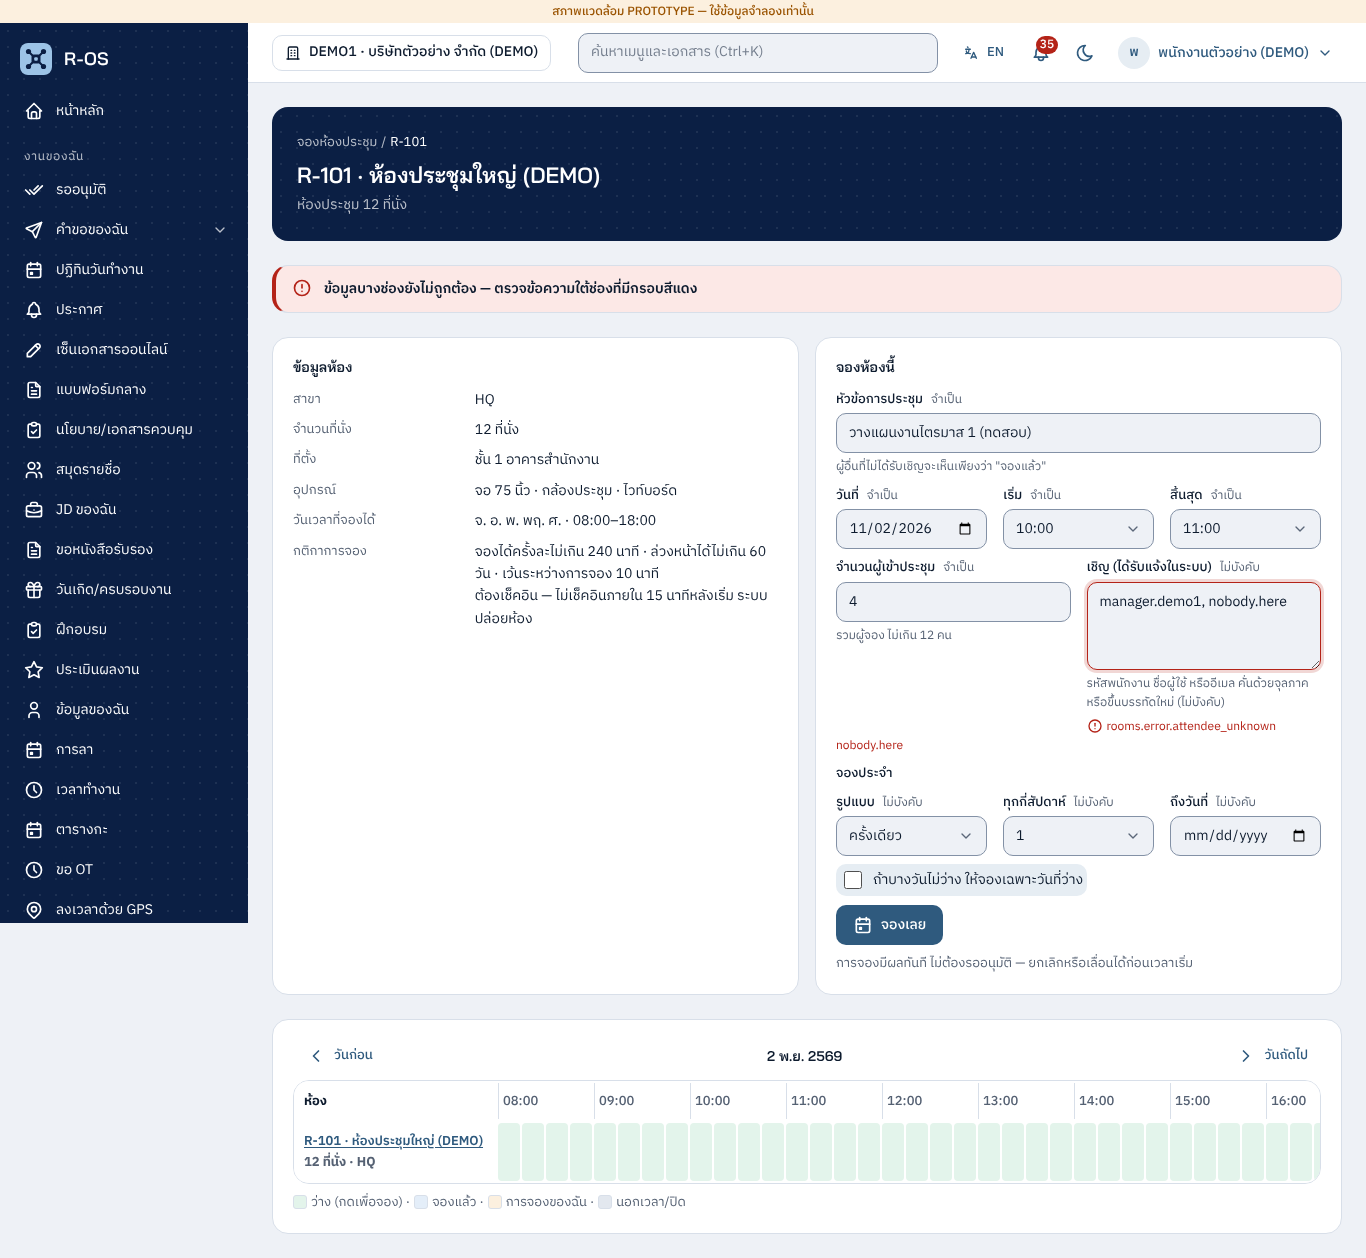 สภาพแวดล้อม PROTOTYPE — ใช้ข้อมูลจำลองเท่านั้น
R-OS
DEMO1 · บริษัทตัวอย่าง จำกัด (DEMO)
ค้นหาเมนูและเอกสาร (Ctrl+K)
EN
35
พ
พนักงานตัวอย่าง (DEMO)
หน้าหลัก
งานของฉัน
รออนุมัติ
คำขอของฉัน
ปฏิทินวันทำงาน
ประกาศ
เซ็นเอกสารออนไลน์
แบบฟอร์มกลาง
นโยบาย/เอกสารควบคุม
สมุดรายชื่อ
JD ของฉัน
ขอหนังสือรับรอง
วันเกิด/ครบรอบงาน
ฝึกอบรม
ประเมินผลงาน
ข้อมูลของฉัน
การลา
เวลาทำงาน
ตารางกะ
ขอ OT
ลงเวลาด้วย GPS
จองห้องประชุม / R-101
R-101 · ห้องประชุมใหญ่ (DEMO)
ห้องประชุม 12 ที่นั่ง
ข้อมูลบางช่องยังไม่ถูกต้อง — ตรวจข้อความใต้ช่องที่มีกรอบสีแดง
ข้อมูลห้อง
สาขา HQ
จำนวนที่นั่ง 12 ที่นั่ง
ที่ตั้ง ชั้น 1 อาคารสำนักงาน
อุปกรณ์ จอ 75 นิ้ว · กล้องประชุม · ไวท์บอร์ด
วันเวลาที่จองได้ จ. อ. พ. พฤ. ศ. · 08:00–18:00
กติกาการจอง จองได้ครั้งละไม่เกิน 240 นาที · ล่วงหน้าได้ไม่เกิน 60
วัน · เว้นระหว่างการจอง 10 นาที
ต้องเช็คอิน — ไม่เช็คอินภายใน 15 นาทีหลังเริ่ม ระบบ
ปล่อยห้อง
จองห้องนี้
หัวข้อการประชุม จำเป็น
วางแผนงานไตรมาส 1 (ทดสอบ)
ผู้อื่นที่ไม่ได้รับเชิญจะเห็นเพียงว่า "จองแล้ว"
วันที่ จำเป็น เริ่ม จำเป็น สิ้นสุด จำเป็น
11/02/2026 10:00 11:00
จำนวนผู้เข้าประชุม จำเป็น เชิญ (ได้รับแจ้งในระบบ) ไม่บังคับ
4 manager.demo1, nobody.here
รวมผู้จอง ไม่เกิน 12 คน
รหัสพนักงาน ชื่อผู้ใช้ หรืออีเมล คั่นด้วยจุลภาค
หรือขึ้นบรรทัดใหม่ (ไม่บังคับ)
rooms.error.attendee_unknown
nobody.here
จองประจำ
รูปแบบ ไม่บังคับ ทุกกี่สัปดาห์ ไม่บังคับ ถึงวันที่ ไม่บังคับ
ครั้งเดียว 1 mm/dd/yyyy
ถ้าบางวันไม่ว่าง ให้จองเฉพาะวันที่ว่าง
จองเลย
การจองมีผลทันที ไม่ต้องรออนุมัติ — ยกเลิกหรือเลื่อนได้ก่อนเวลาเริ่ม
วันก่อน 2 พ.ย. 2569 วันถัดไป
ห้อง 08:00 09:00 10:00 11:00 12:00 13:00 14:00 15:00 16:00
R-101 · ห้องประชุมใหญ่ (DEMO)
12 ที่นั่ง · HQ
ว่าง (กดเพื่อจอง) · จองแล้ว · การจองของฉัน · นอกเวลา/ปิด